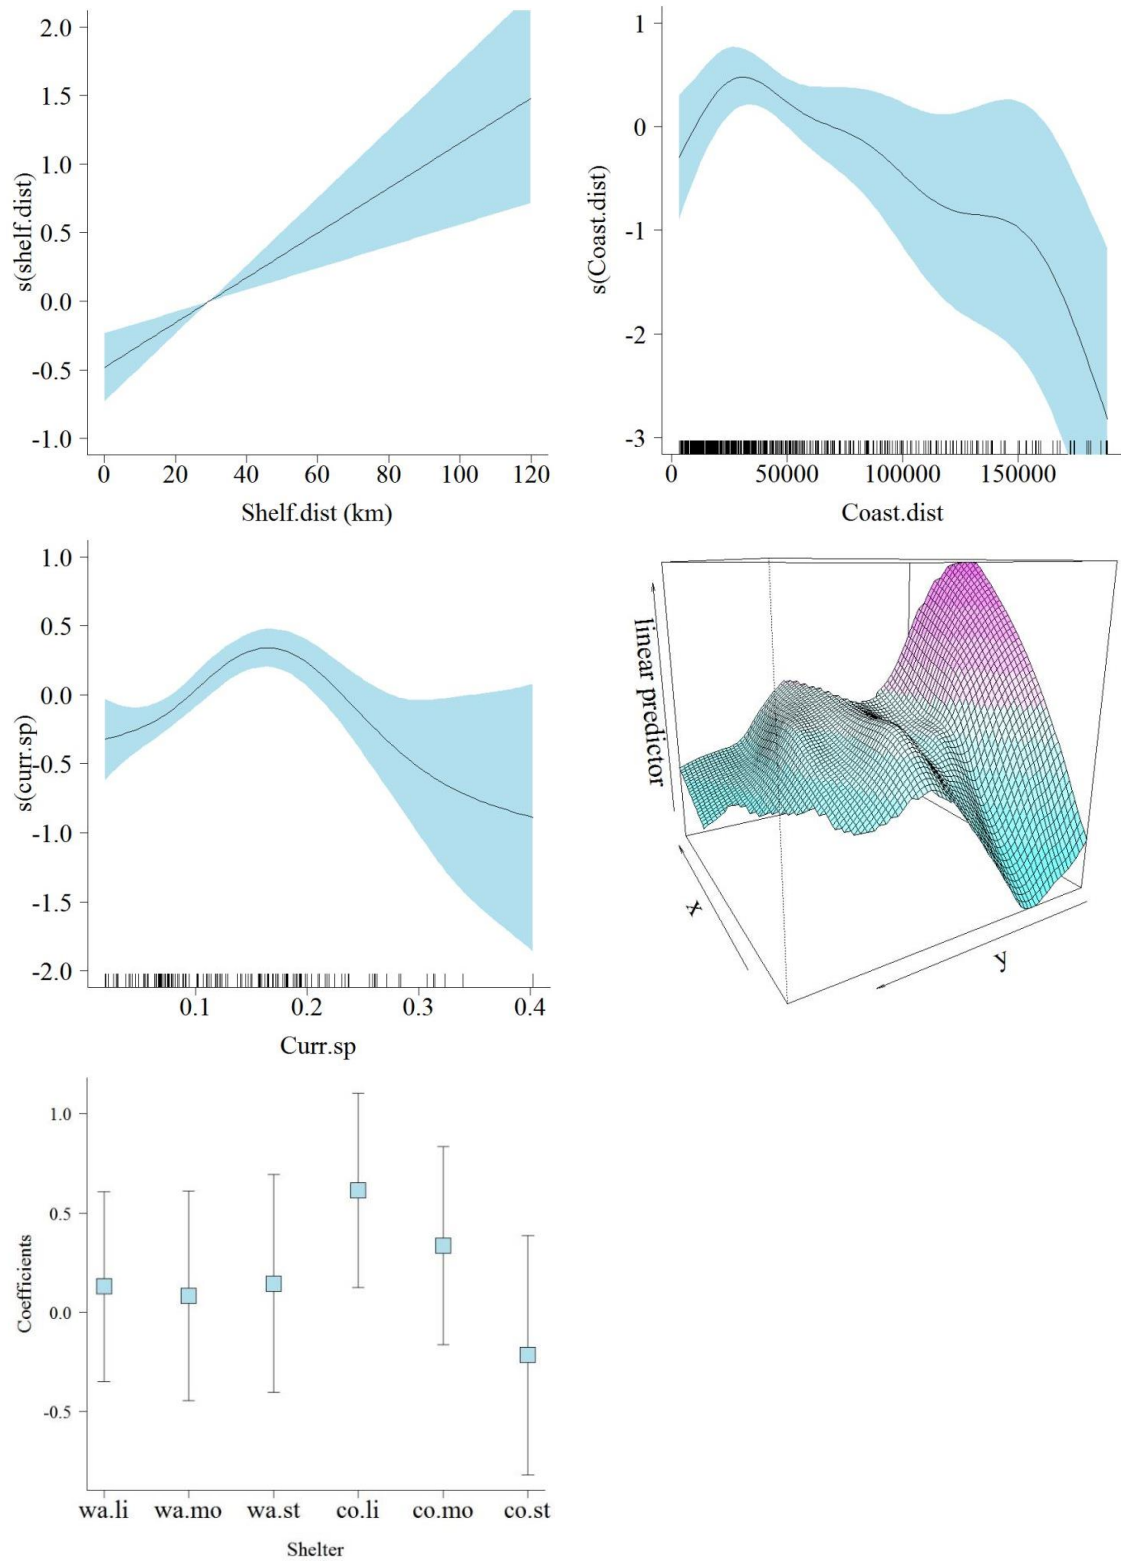 2.0
1.5
1.0
0.5
0.0
-0.5
-1.0
s(shelf.dist)
0 20 40 60 80 100 120
Shelf.dist (km)
1
0
-1
-2
-3
s(Coast.dist)
0 50000 100000 150000
Coast.dist
1.0
0.5
0.0
-0.5
-1.0
-1.5
-2.0
s(curr.sp)
0.1 0.2 0.3 0.4
Curr.sp
linear predictor
x
y
1.0
0.5
0.0
-0.5
Coefficients
wa.li wa.mo wa.st co.li co.mo co.st
Shelter